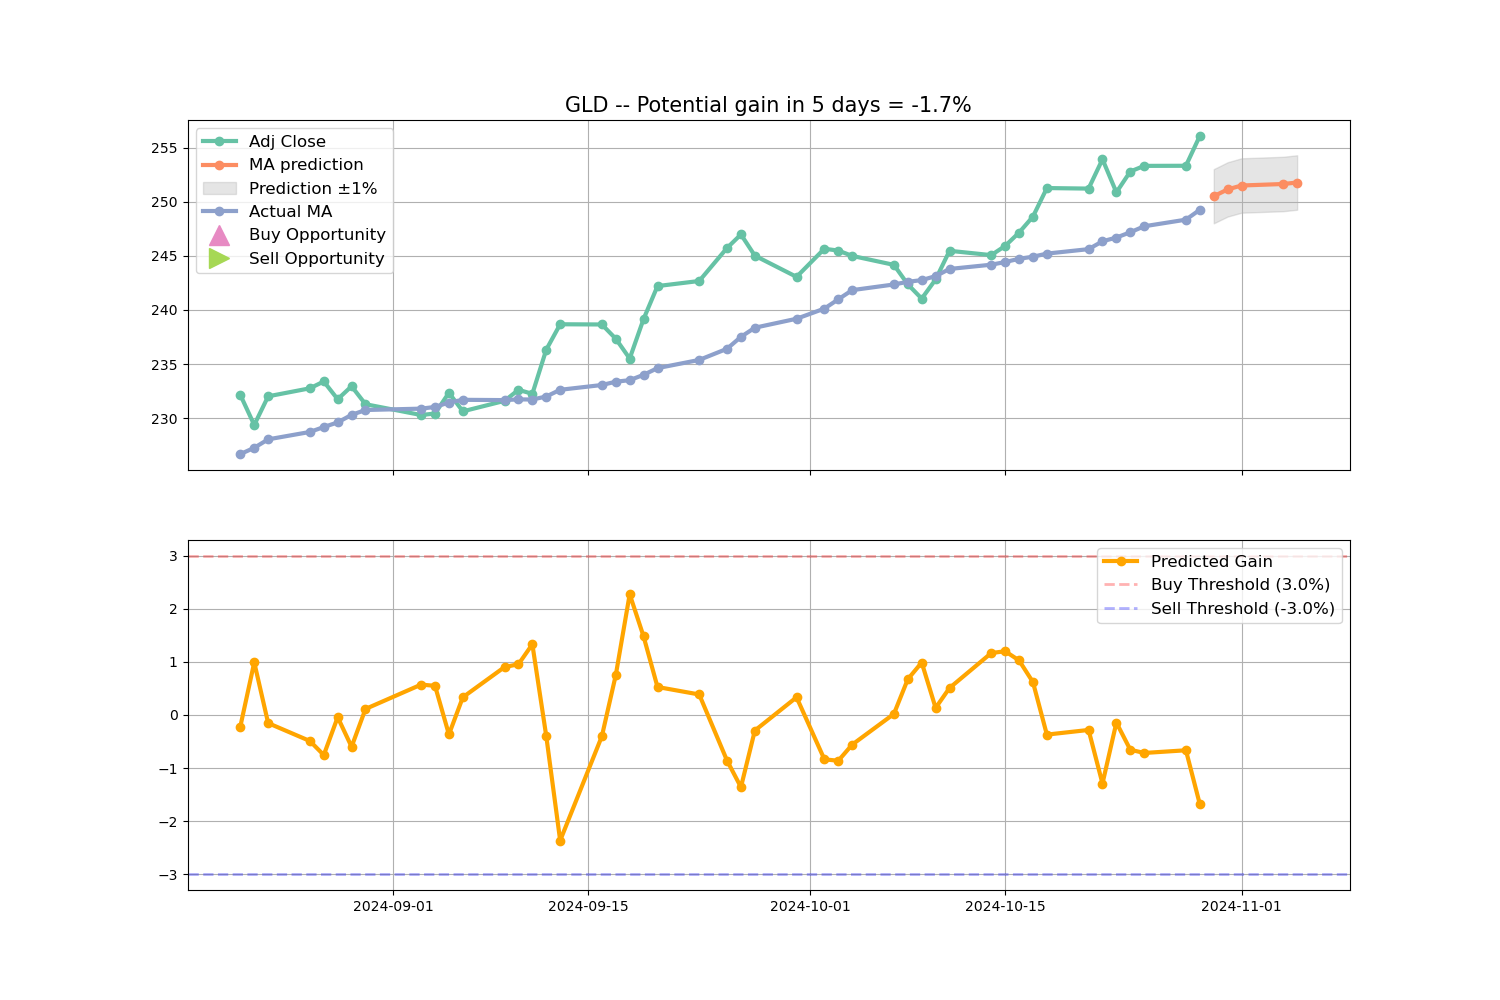 GLD -- Potential gain in 5 days = -1.7%
Adj Close
MA prediction
Prediction ±1%
Actual MA
Buy Opportunity
Sell Opportunity
255
250
245
240
235
230
Predicted Gain
Buy Threshold (3.0%)
Sell Threshold (-3.0%)
3
2
1
0
−1
−2
−3
2024-09-01
2024-09-15
2024-10-01
2024-10-15
2024-11-01